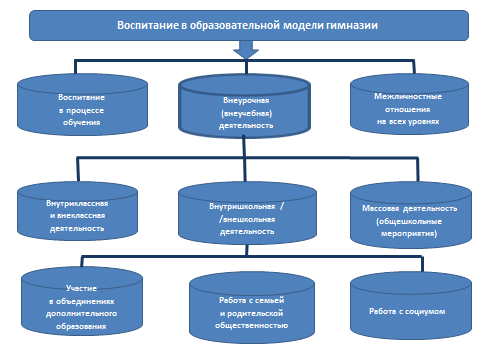 Воспитание в образовательной модели гимназии
Воспитание
в процессе
обучения
Внеурочная
(внеучебная)
деятельность
Межличностные
отношения
на всех уровнях
Внутриклассная
и внеклассная
деятельность
Внутришкольная /
/внешкольная
деятельность
Массовая деятельность
(общешкольные
мероприятия)
Участие
в объединениях
дополнительного
образования
Работа с семьей
и родительской
общественностью
Работа с социумом